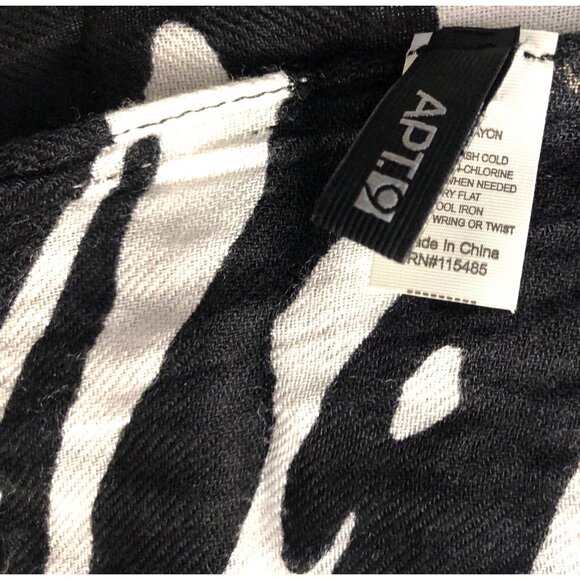 APT.9
AYON
ASH COLD
-CHLORINE
WHEN NEEDED
RY FLAT
OOL IRON
WRING OR TWIST
ade In China
RN#115485